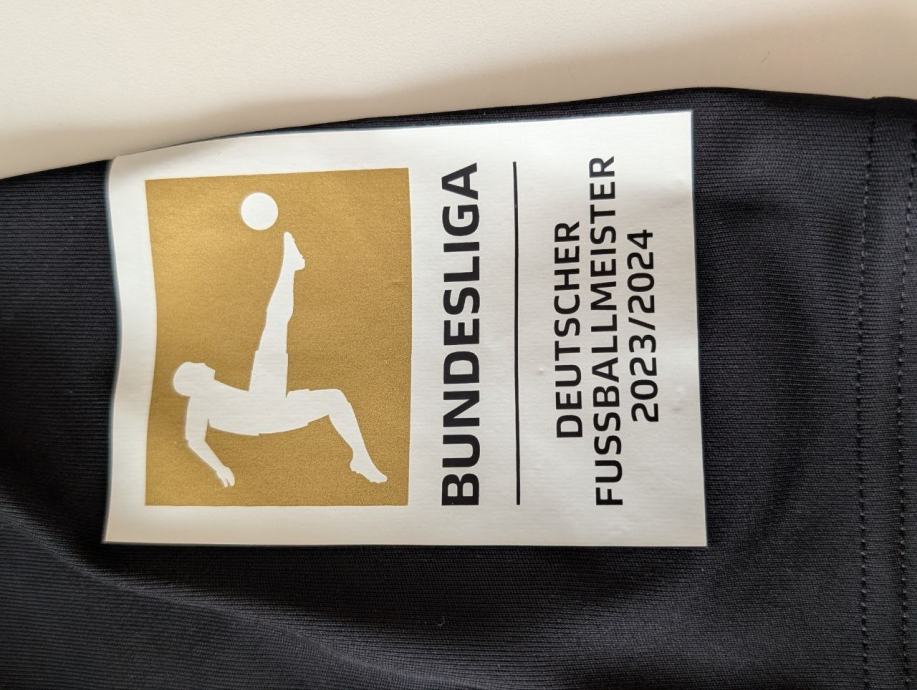 BUNDESLIGA
DEUTSCHER
FUSSBALLMEISTER
2023/2024